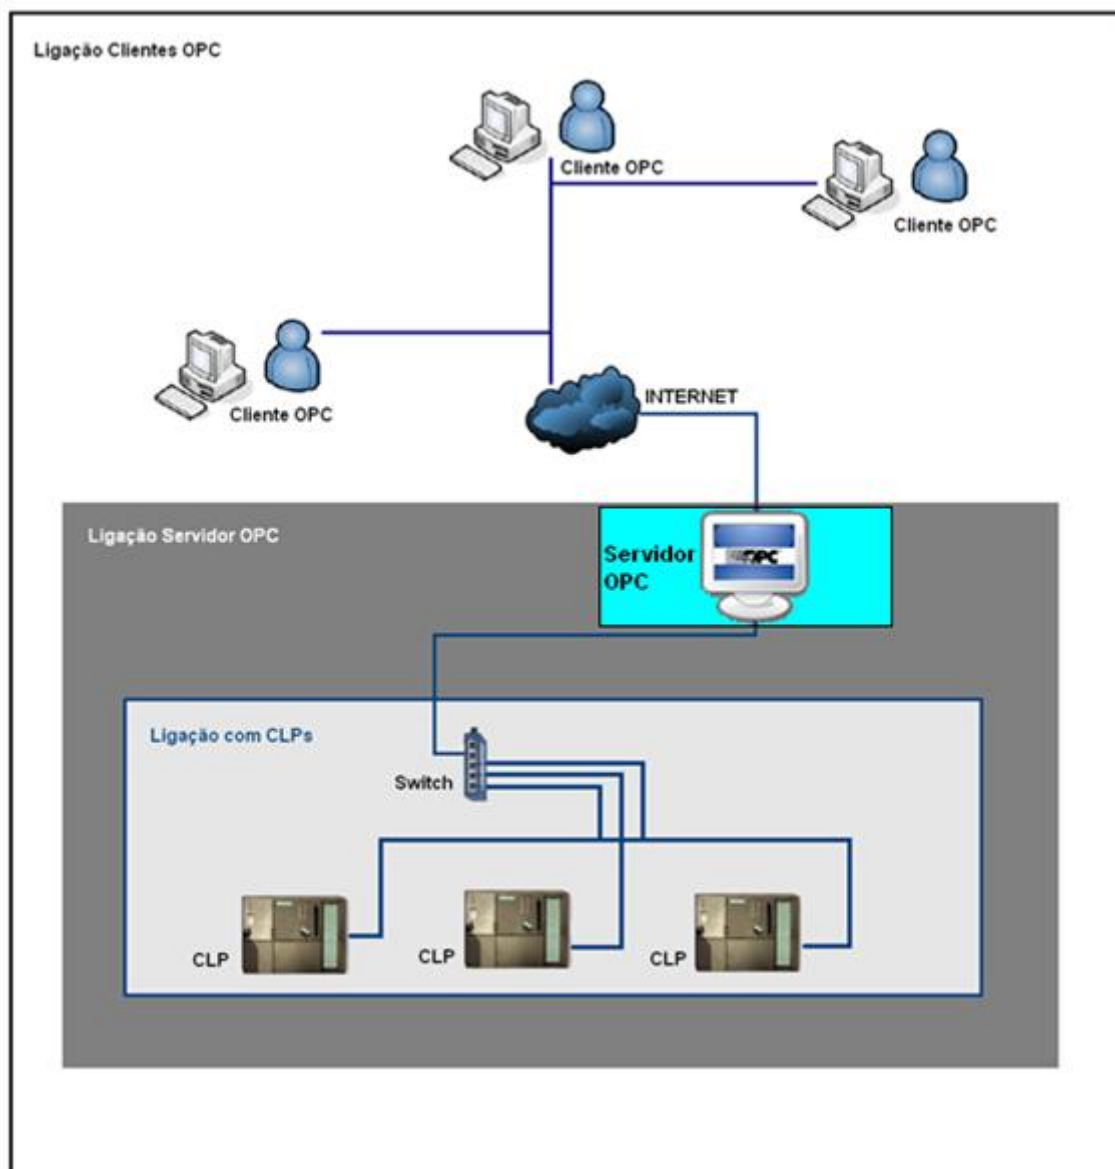 Ligação Clientes OPC
Cliente OPC
Cliente OPC
Cliente OPC
INTERNET
Ligação Servidor OPC
Servidor
OPC
OPC
Ligação com CLPs
Switch
CLP
CLP
CLP